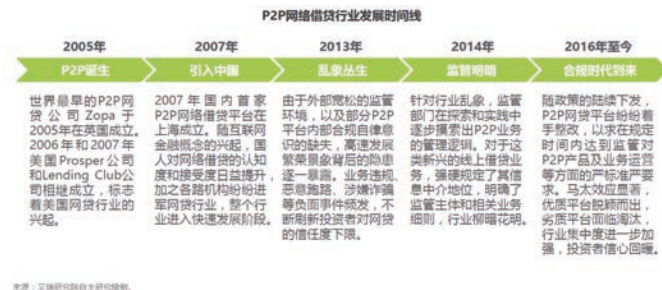 P2P网络借贷行业发展时间线
2005年
P2P诞生
世界最早的P2P网
贷公司Zopa于
2005年在英国成立。
2006年和2007年
美国Prosper公司
和Lending Club公
司相继成立，标志
着美国网贷行业的
兴起。
2007年
引入中国
2007年国内首家
P2P网络借贷平台在
上海成立。随互联网
金融概念的兴起，国
人对网贷的认知度
和接受度日益提升，
加之各路机构纷纷进
军网贷行业，整个行
业进入快速发展阶段。
2013年
乱象丛生
由于外部宽松的监管
环境，以及部分P2P
平台内部合规自律意
识的缺失，高速发展
繁荣景象背后的隐患
逐一暴露。业务违规、
恶意跑路、涉嫌诈骗
等负面事件频发，不
断刷新投资者对网贷
的信任度下限。
2014年
监管明朗
针对行业乱象，监管
部门在探索和实践中
逐步摸索出P2P业务
的管理逻辑。对于这
类新兴的线上借贷业
务，强硬规定了其信
息中介地位，明确了
监管主体和相关业务
细则，行业柳暗花明。
2016年至今
合规时代到来
随政策的陆续下发，
P2P网贷平台纷纷着
手整改，以求在规定
时间内达到监管对
P2P产品及业务运营
等方面的严标准严要
求。马太效应显著，
优质平台脱颖而出，
劣质平台面临淘汰，
行业集中度进一步加
强，投资者信心回暖。
来源：艾瑞研究院自主研究绘制。